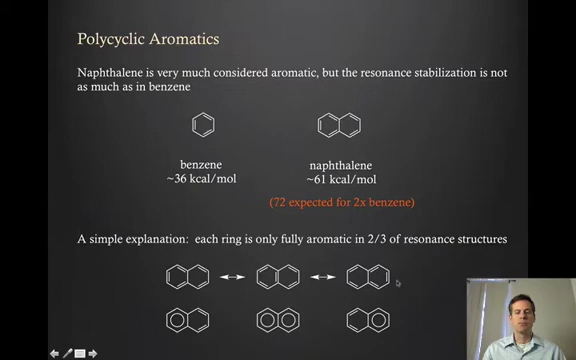 Polycyclic Aromatics
Naphthalene is very much considered aromatic, but the resonance stabilization is not
as much as in benzene
benzene
~36 kcal/mol
naphthalene
~61 kcal/mol
(72 expected for 2x benzene)
A simple explanation: each ring is only fully aromatic in 2/3 of resonance structures